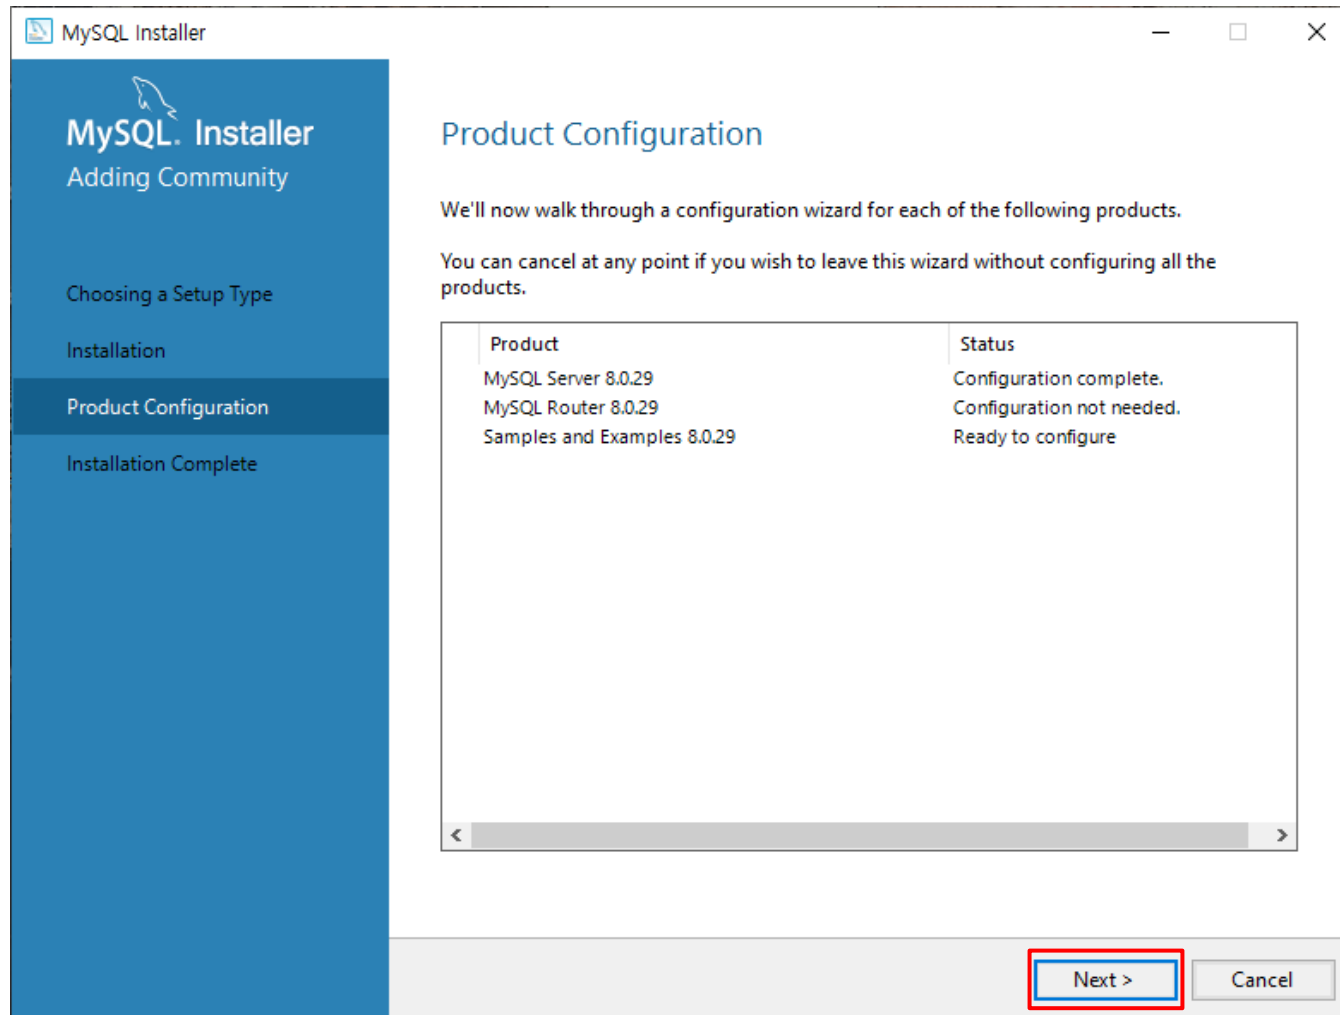 MySQL Installer
MySQL. Installer
Adding Community
Choosing a Setup Type
Installation
Product Configuration
Installation Complete
Product Configuration
We'll now walk through a configuration wizard for each of the following products.
You can cancel at any point if you wish to leave this wizard without configuring all the
products.
Product Status
MySQL Server 8.0.29 Configuration complete.
MySQL Router 8.0.29 Configuration not needed.
Samples and Examples 8.0.29 Ready to configure
Next > Cancel